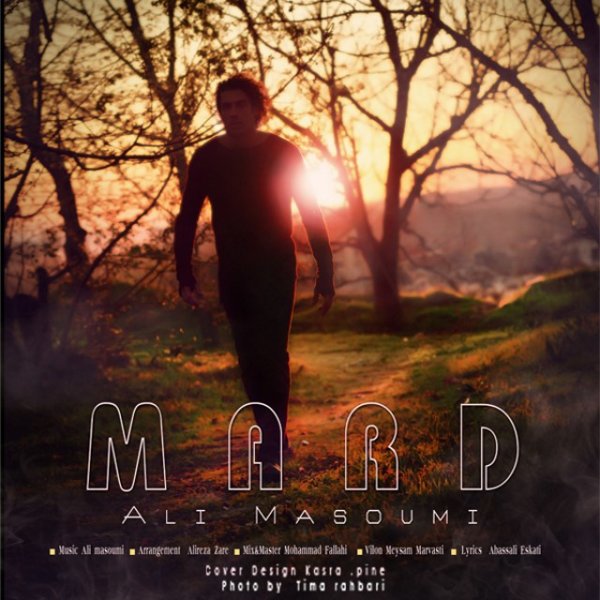 MARD
ALI MASOUMI
Music Ali masoumi Arrangement Alireza Zare Mix&Master Mohammad Fallahi Vilon Meysam Marvasti Lyrics Abassali Eskati
Cover Design Kasra .pine
Photo by Tima rahbari